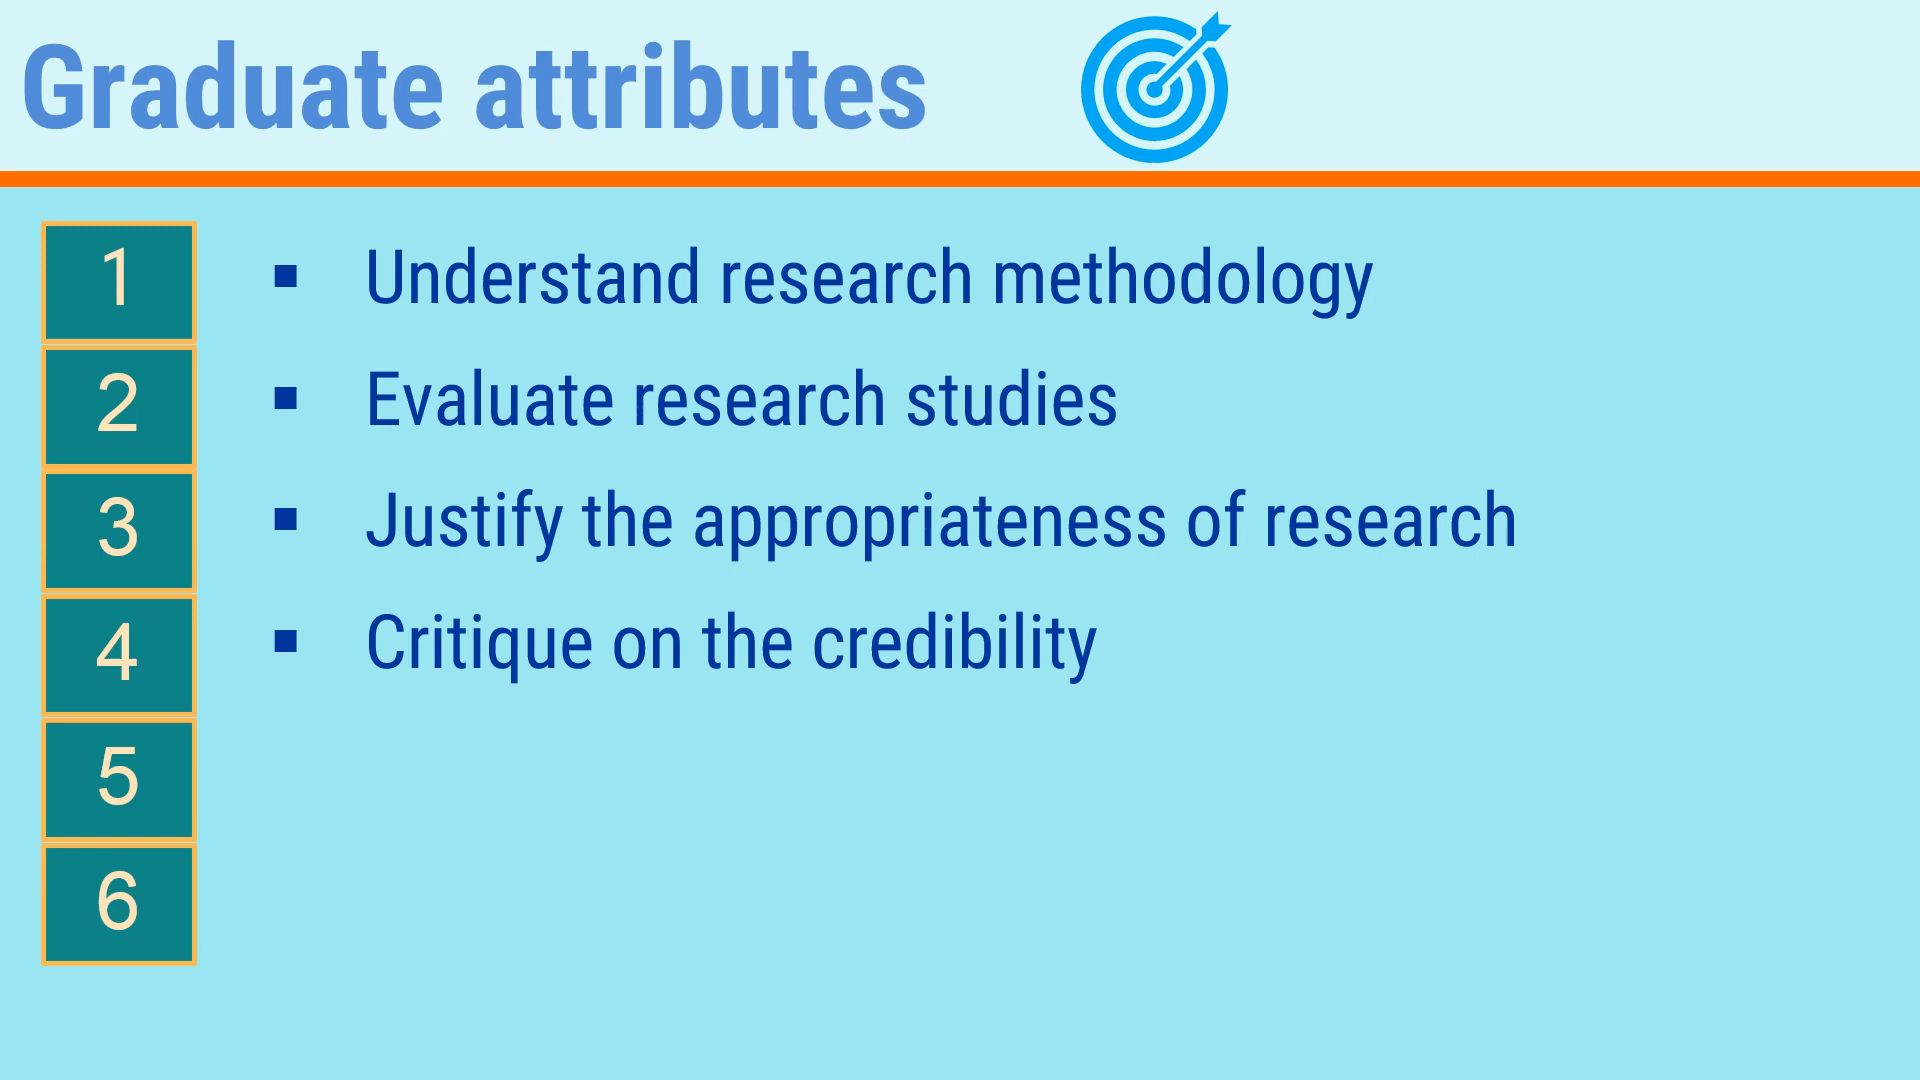 Graduate attributes
1
Understand research methodology
2
Evaluate research studies
3
Justify the appropriateness of research
4
Critique on the credibility
5
6